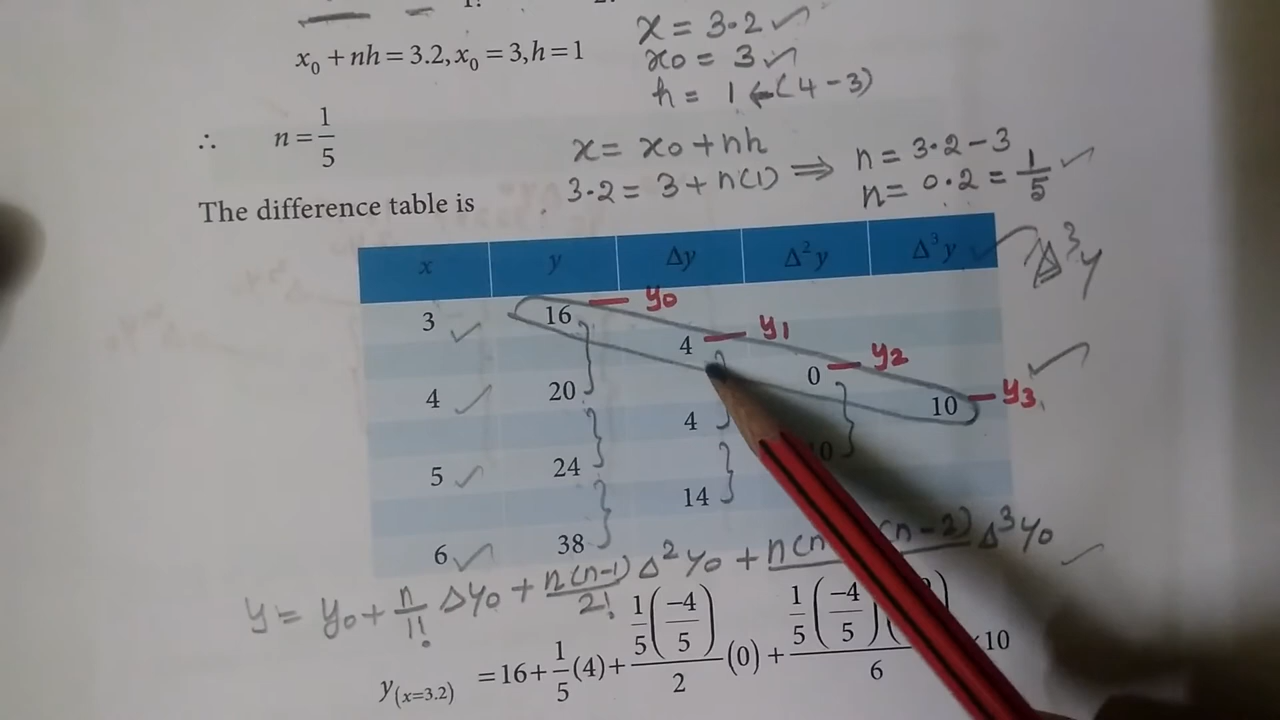 x₀ + nh = 3.2, x₀ = 3, h = 1
x = 3.2 ✓
x₀ = 3 ✓
h = 1 ← (4 − 3)
∴ n = 1/5
x = x₀ + nh
3.2 = 3 + n(1) ⇒ n = 3.2 − 3
n = 0.2 = 1/5 ✓
The difference table is
x y Δy Δ²y Δ³y Δ³y
3 16 y₀
4 y₁
0 y₂
10 y₃
4 20
4
5 24
14
6 38
y = y₀ + n/1! Δy₀ + n(n−1)/2! Δ²y₀ + n(n (n−2) Δ³y₀
y(x=3.2) = 16 + 1/5 (4) + 1/5 (−4/5)/2 (0) + 1/5 (−4/5) ( /6 10